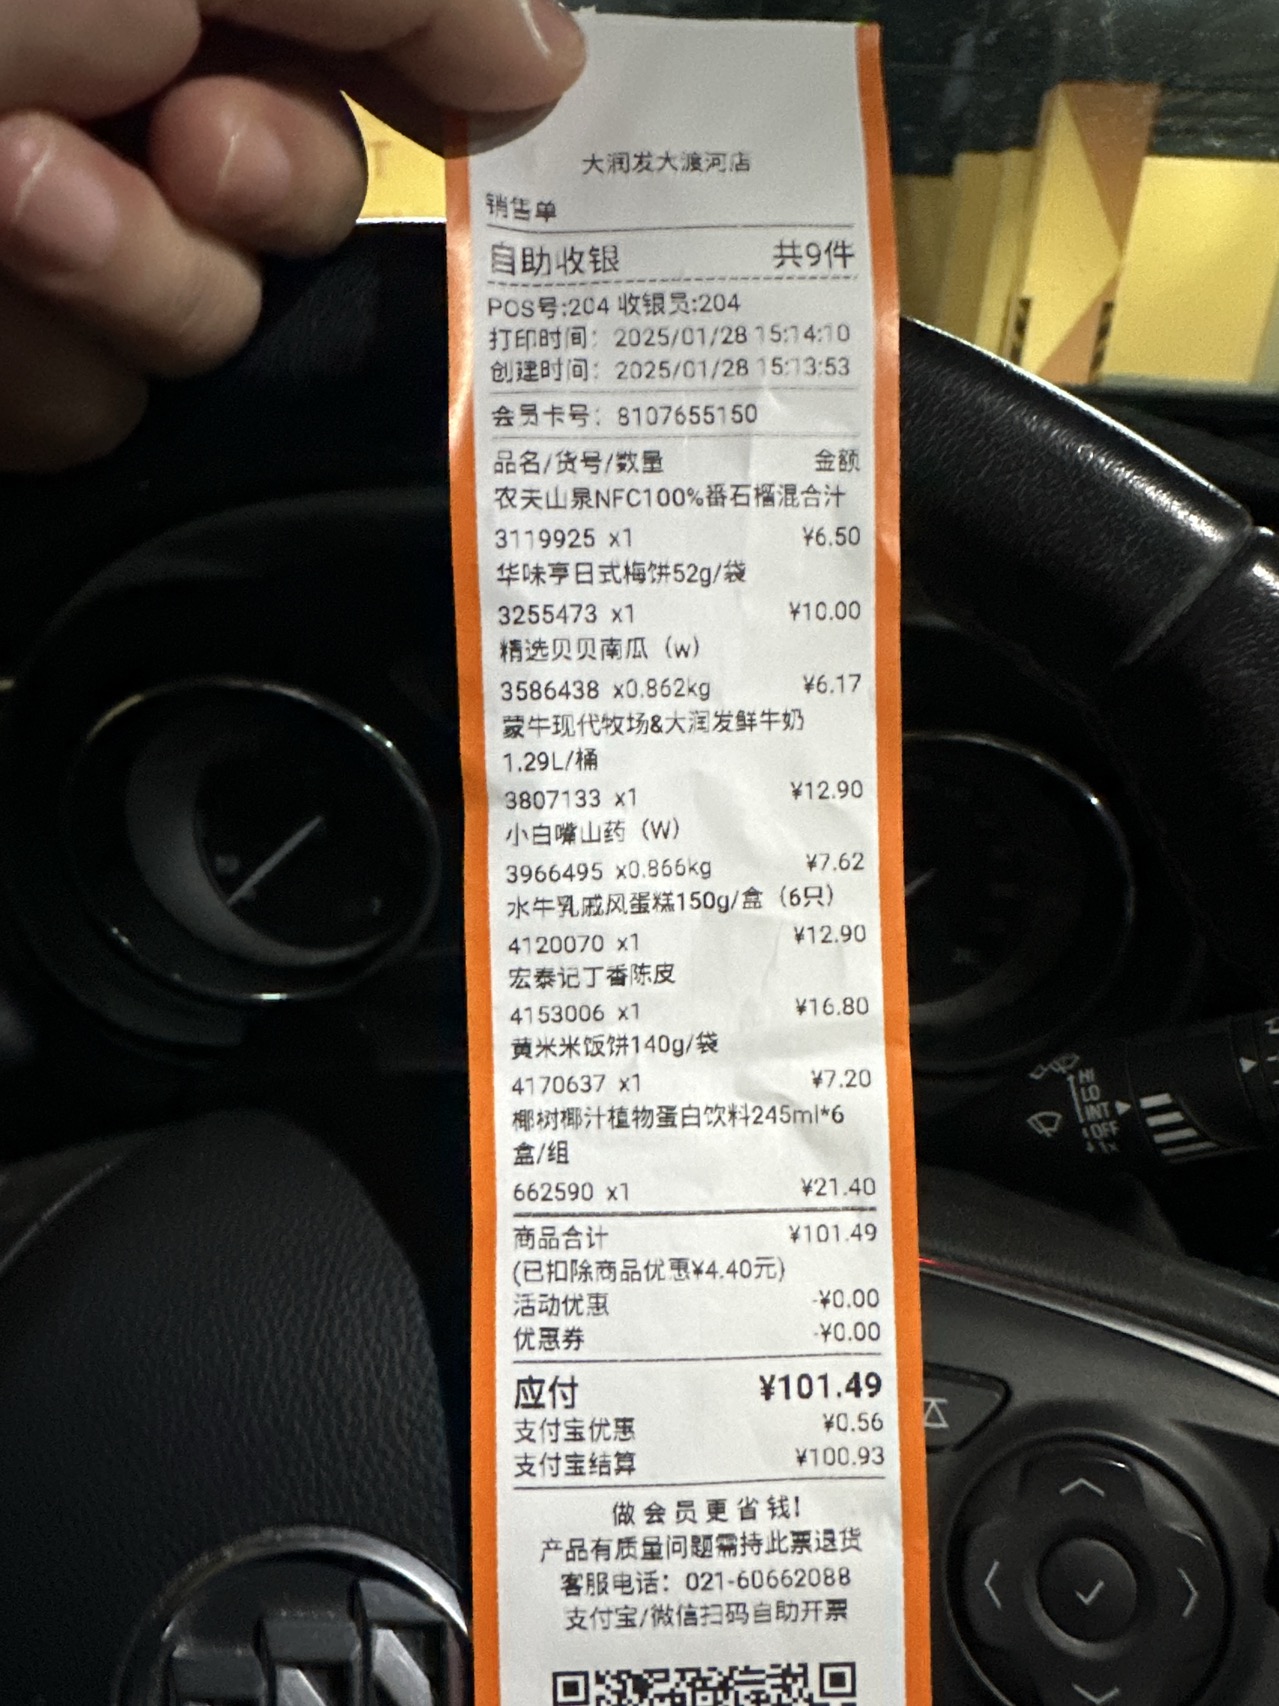 大润发大渡河店
销售单
自助收银 共9件
POS号:204 收银员:204
打印时间：2025/01/28 15:14:10
创建时间：2025/01/28 15:13:53
会员卡号：8107655150
品名/货号/数量 金额
农夫山泉NFC100%番石榴混合汁
3119925 x1 ¥6.50
华味亨日式梅饼52g/袋
3255473 x1 ¥10.00
精选贝贝南瓜（w）
3586438 x0.862kg ¥6.17
蒙牛现代牧场&大润发鲜牛奶
1.29L/桶
3807133 x1 ¥12.90
小白嘴山药（W）
3966495 x0.866kg ¥7.62
水牛乳戚风蛋糕150g/盒（6只）
4120070 x1 ¥12.90
宏泰记丁香陈皮
4153006 x1 ¥16.80
黄米米饭饼140g/袋
4170637 x1 ¥7.20
椰树椰汁植物蛋白饮料245ml*6
盒/组
662590 x1 ¥21.40
商品合计 ¥101.49
(已扣除商品优惠¥4.40元)
活动优惠 -¥0.00
优惠券 -¥0.00
应付 ¥101.49
支付宝优惠 ¥0.56
支付宝结算 ¥100.93
做会员更省钱!
产品有质量问题需持此票退货
客服电话：021-60662088
支付宝/微信扫码自助开票
HI
LO
INT
OFF
1x